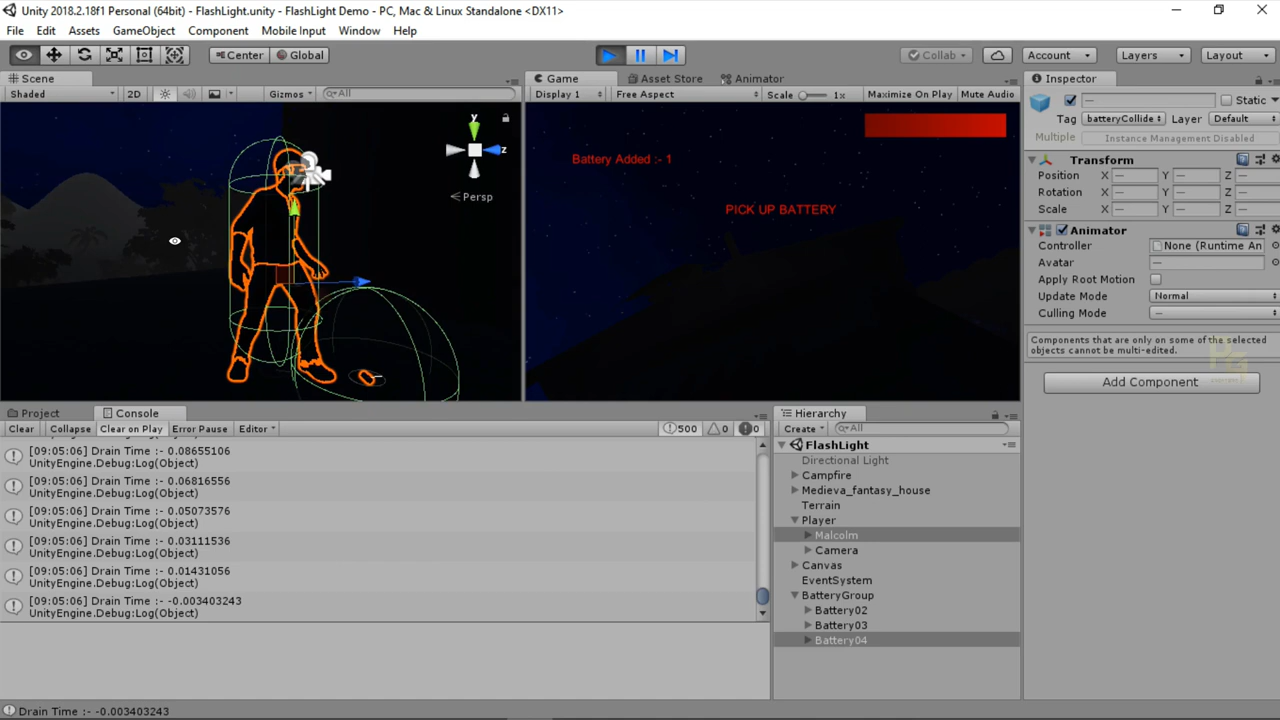 Unity 2018.2.18f1 Personal (64bit) - FlashLight.unity - FlashLight Demo - PC, Mac & Linux Standalone <DX11>
File Edit Assets GameObject Component Mobile Input Window Help
Center Global Collab Account Layers Layout
Scene
Shaded 2D Gizmos All
y
z
Persp
Game Asset Store Animator
Display 1 Free Aspect Scale 1x Maximize On Play Mute Audio
Battery Added :- 1
PICK UP BATTERY
Inspector
— Static
Tag batteryCollide Layer Default
Multiple Instance Management Disabled
Transform
Position X — Y — Z —
Rotation X — Y — Z —
Scale X — Y — Z —
Animator
Controller None (Runtime An
Avatar —
Apply Root Motion
Update Mode Normal
Culling Mode —
Components that are only on some of the selected
objects cannot be multi-edited.
Add Component
Project Console
Clear Collapse Clear on Play Error Pause Editor 500 0 0
[09:05:06] Drain Time :- 0.08655106
UnityEngine.Debug:Log(Object)
[09:05:06] Drain Time :- 0.06816556
UnityEngine.Debug:Log(Object)
[09:05:06] Drain Time :- 0.05073576
UnityEngine.Debug:Log(Object)
[09:05:06] Drain Time :- 0.03111536
UnityEngine.Debug:Log(Object)
[09:05:06] Drain Time :- 0.01431056
UnityEngine.Debug:Log(Object)
[09:05:06] Drain Time :- -0.003403243
UnityEngine.Debug:Log(Object)
Hierarchy
Create All
FlashLight
Directional Light
Campfire
Medieva_fantasy_house
Terrain
Player
Malcolm
Camera
Canvas
EventSystem
BatteryGroup
Battery02
Battery03
Battery04
Drain Time :- -0.003403243